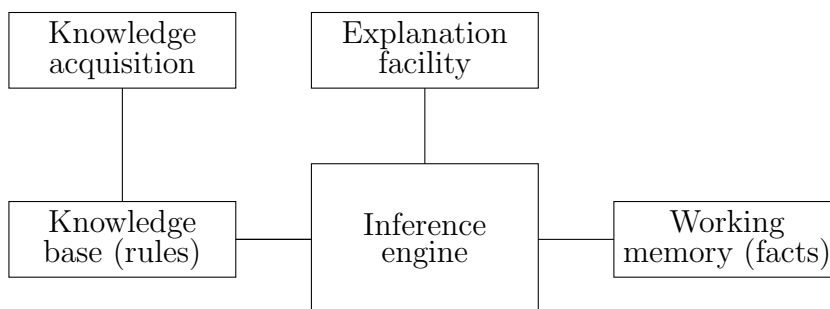 Knowledge
acquisition
Explanation
facility
Knowledge
base (rules)
Inference
engine
Working
memory (facts)